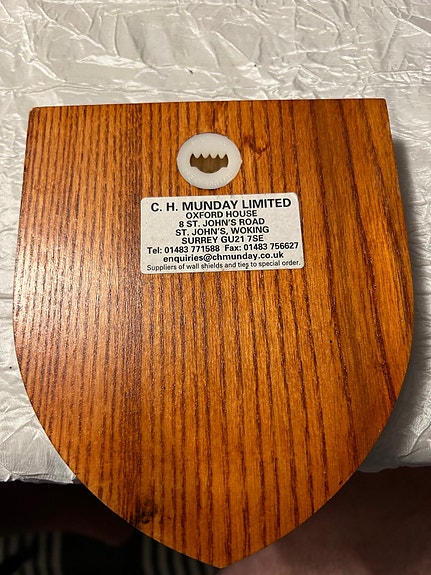 C. H. MUNDAY LIMITED
OXFORD HOUSE
8 ST. JOHN'S ROAD
ST. JOHN'S, WOKING
SURREY GU21 7SE
Tel: 01483 771588 Fax: 01483 756627
enquiries@chmunday.co.uk
Suppliers of wall shields and ties to special order.